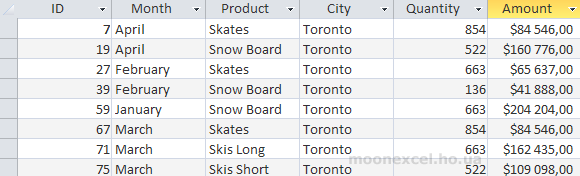 ID Month Product City Quantity Amount
7 April Skates Toronto 854 $84 546,00
19 April Snow Board Toronto 522 $160 776,00
27 February Skates Toronto 663 $65 637,00
39 February Snow Board Toronto 136 $41 888,00
59 January Snow Board Toronto 663 $204 204,00
67 March Skates Toronto 854 $84 546,00
71 March Skis Long Toronto 663 $162 435,00
75 March Skis Short Toronto 522 $109 098,00
moonexcel.ho.ua